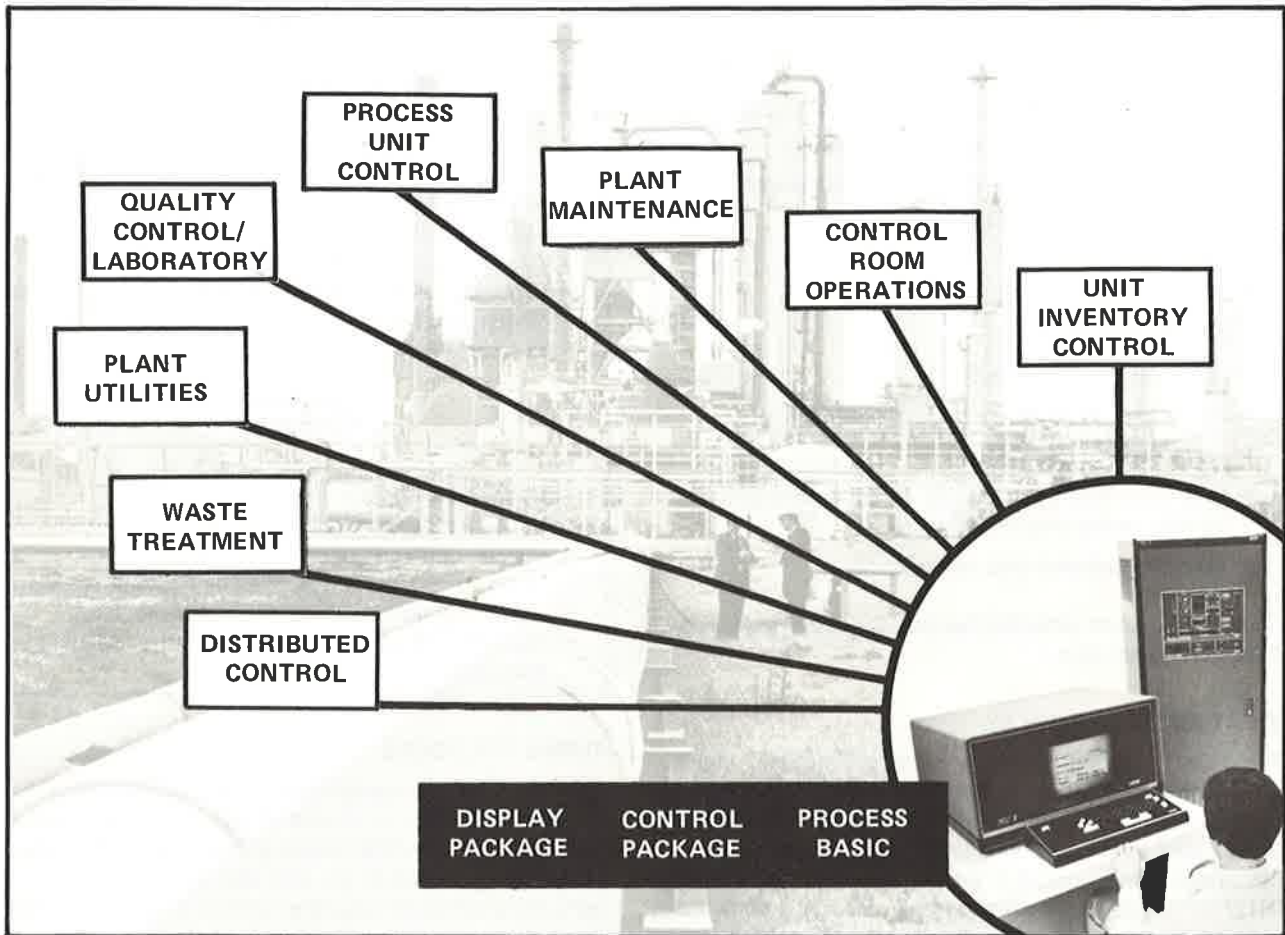 PROCESS
UNIT
CONTROL
PLANT
MAINTENANCE
QUALITY
CONTROL/
LABORATORY
CONTROL
ROOM
OPERATIONS
UNIT
INVENTORY
CONTROL
PLANT
UTILITIES
WASTE
TREATMENT
DISTRIBUTED
CONTROL
DISPLAY
PACKAGE
CONTROL
PACKAGE
PROCESS
BASIC